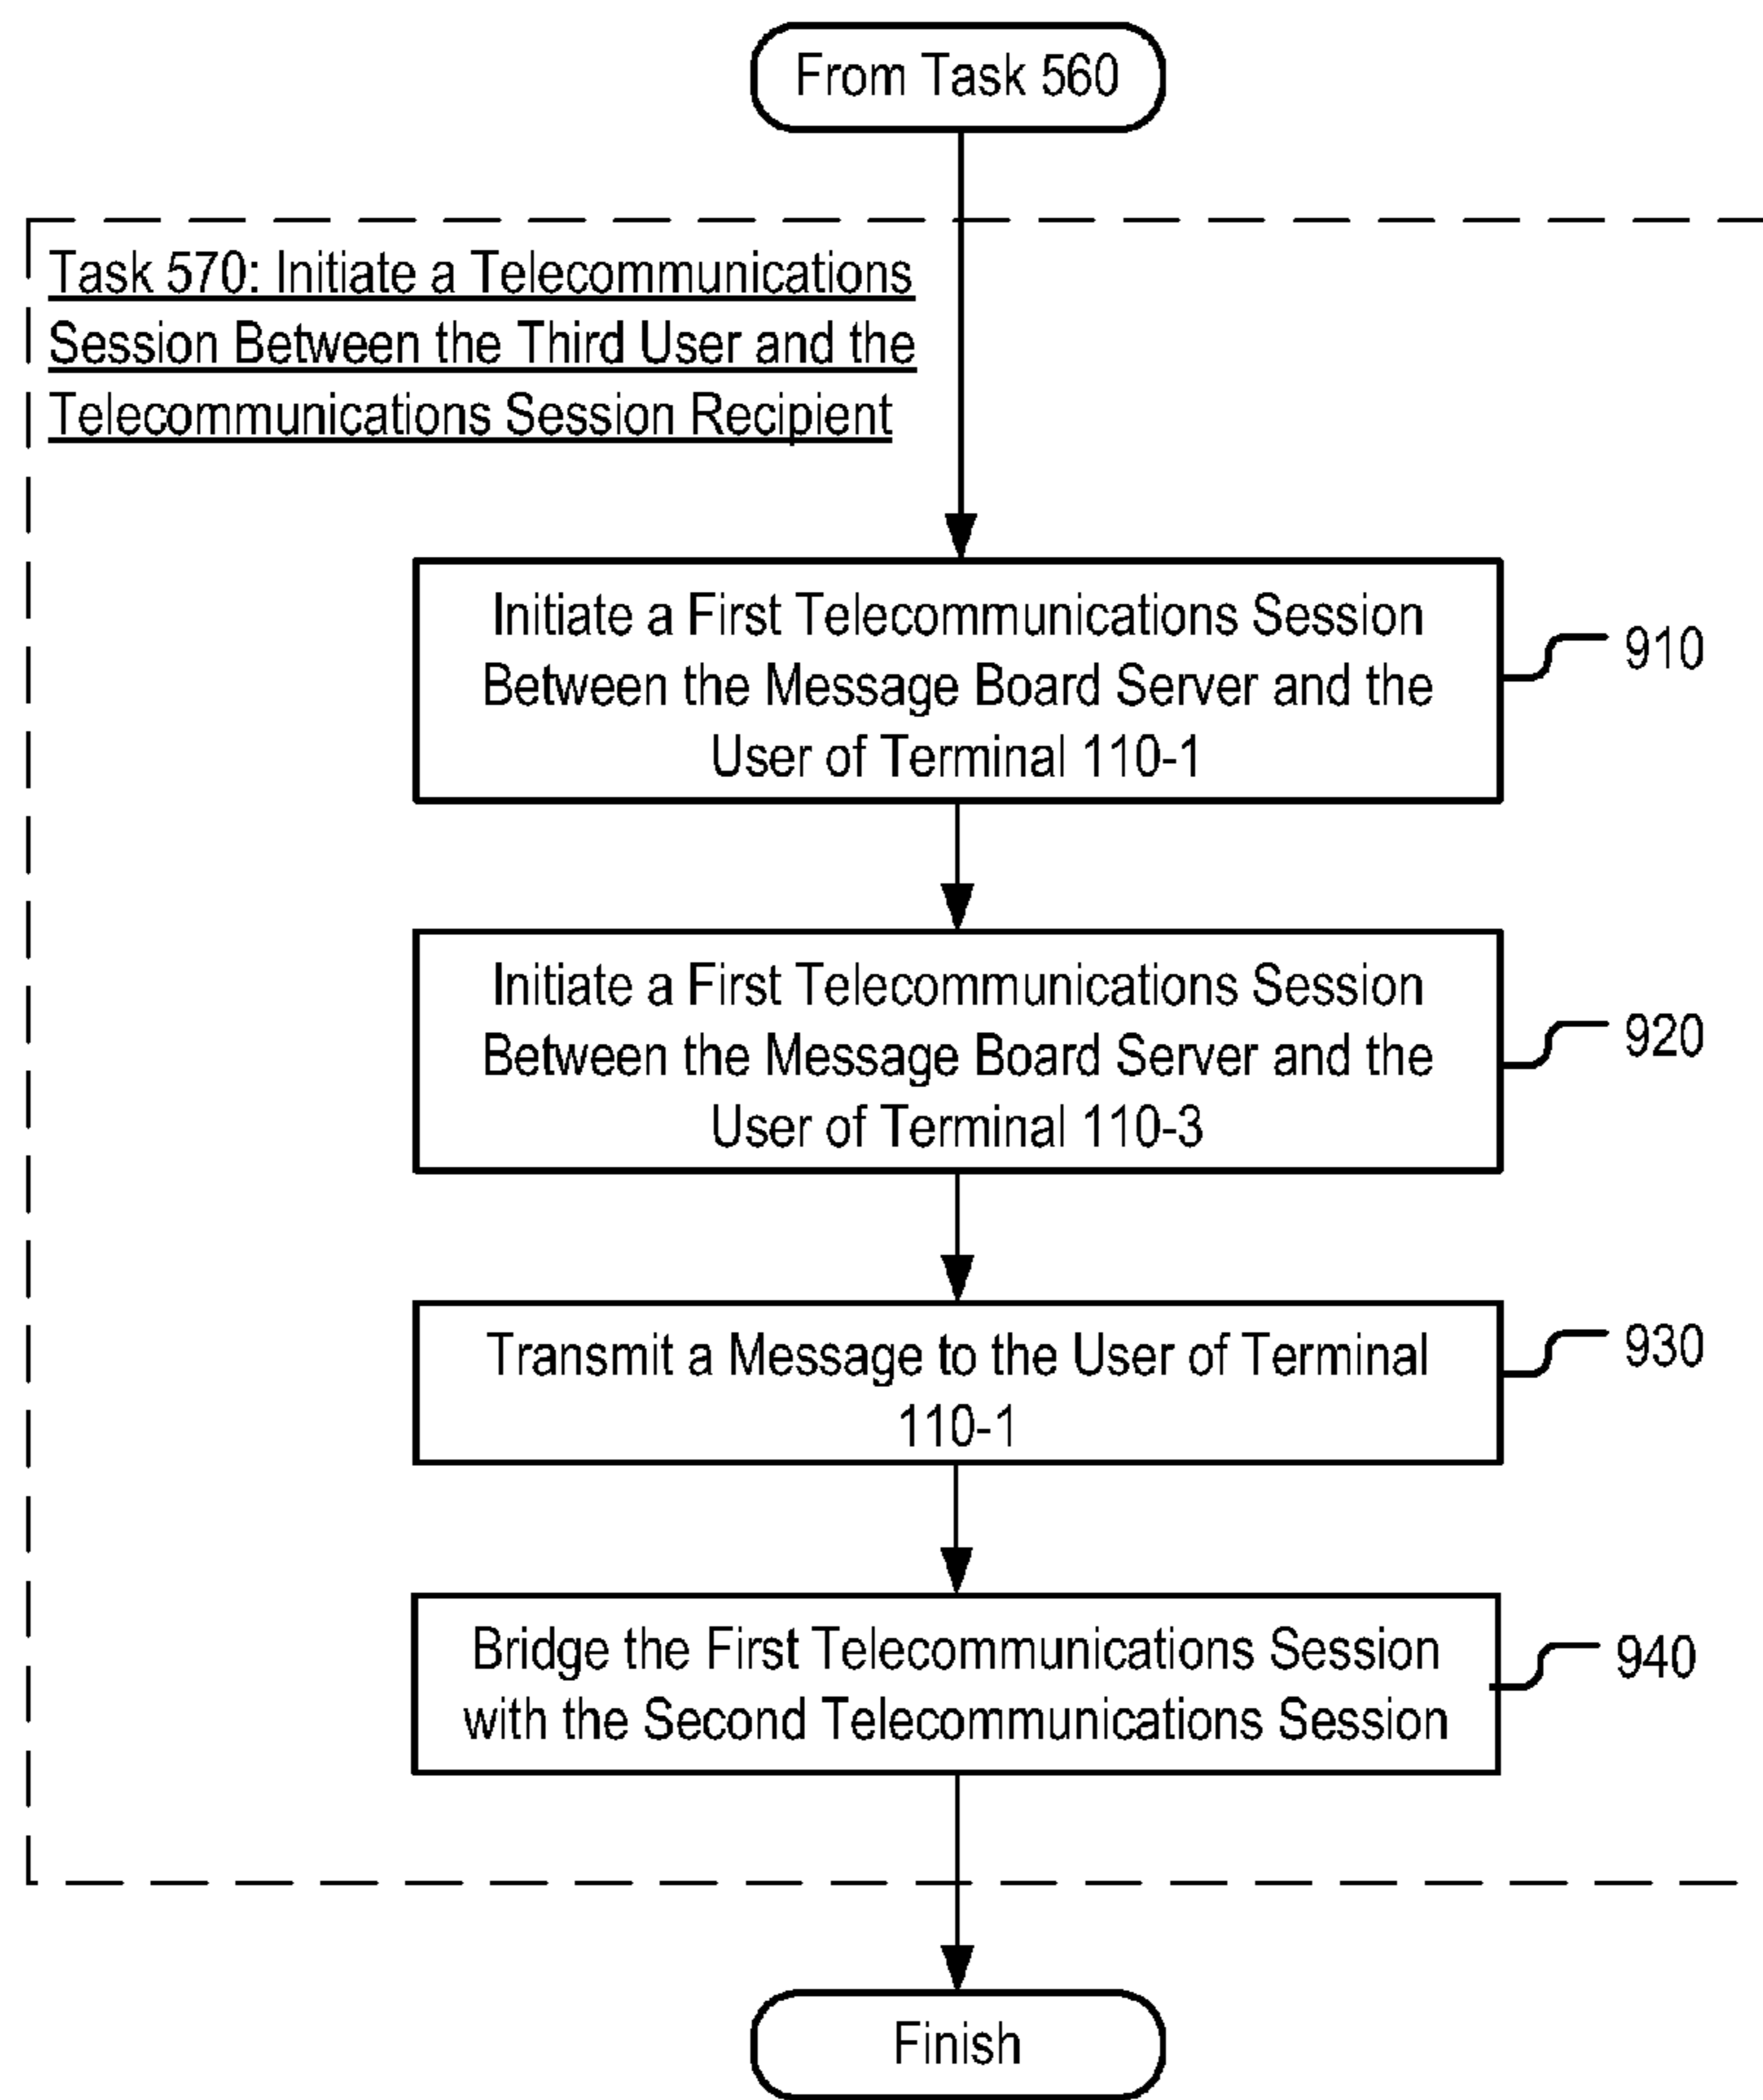 From Task 560
Task 570: Initiate a Telecommunications
Session Between the Third User and the
Telecommunications Session Recipient
Initiate a First Telecommunications Session
Between the Message Board Server and the
User of Terminal 110-1
910
Initiate a First Telecommunications Session
Between the Message Board Server and the
User of Terminal 110-3
920
Transmit a Message to the User of Terminal
110-1
930
Bridge the First Telecommunications Session
with the Second Telecommunications Session
940
Finish